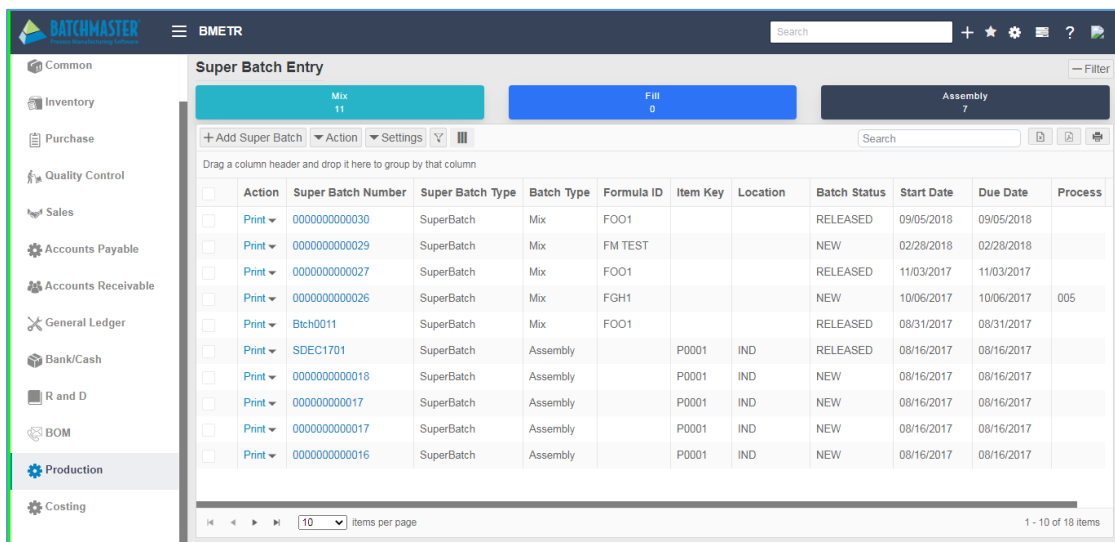 BATCHMASTER
Process Manufacturing Software
BMETR
Search
?
Common
Inventory
Purchase
Quality Control
Sales
Accounts Payable
Accounts Receivable
General Ledger
Bank/Cash
R and D
BOM
Production
Costing
Super Batch Entry
Filter
Mix
11
Fill
0
Assembly
7
+ Add Super Batch Action Settings Search
Drag a column header and drop it here to group by that column
Action Super Batch Number Super Batch Type Batch Type Formula ID Item Key Location Batch Status Start Date Due Date Process
Print 0000000000030 SuperBatch Mix FOO1 RELEASED 09/05/2018 09/05/2018
Print 0000000000029 SuperBatch Mix FM TEST NEW 02/28/2018 02/28/2018
Print 0000000000027 SuperBatch Mix FOO1 RELEASED 11/03/2017 11/03/2017
Print 0000000000026 SuperBatch Mix FGH1 NEW 10/06/2017 10/06/2017 005
Print Btch0011 SuperBatch Mix FOO1 RELEASED 08/31/2017 08/31/2017
Print SDEC1701 SuperBatch Assembly P0001 IND RELEASED 08/16/2017 08/16/2017
Print 0000000000018 SuperBatch Assembly P0001 IND NEW 08/16/2017 08/16/2017
Print 000000000017 SuperBatch Assembly P0001 IND NEW 08/16/2017 08/16/2017
Print 0000000000017 SuperBatch Assembly P0001 IND NEW 08/16/2017 08/16/2017
Print 0000000000016 SuperBatch Assembly P0001 IND NEW 08/16/2017 08/16/2017
10 items per page 1 - 10 of 18 items